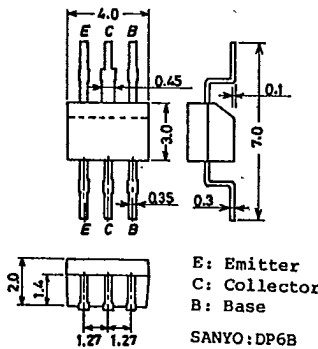 4.0
E C B
0.45
3.0
0.35
E C B
0.1
7.0
0.3
2.0
1.4
1.27 1.27
E: Emitter
C: Collector
B: Base
SANYO:DP6B